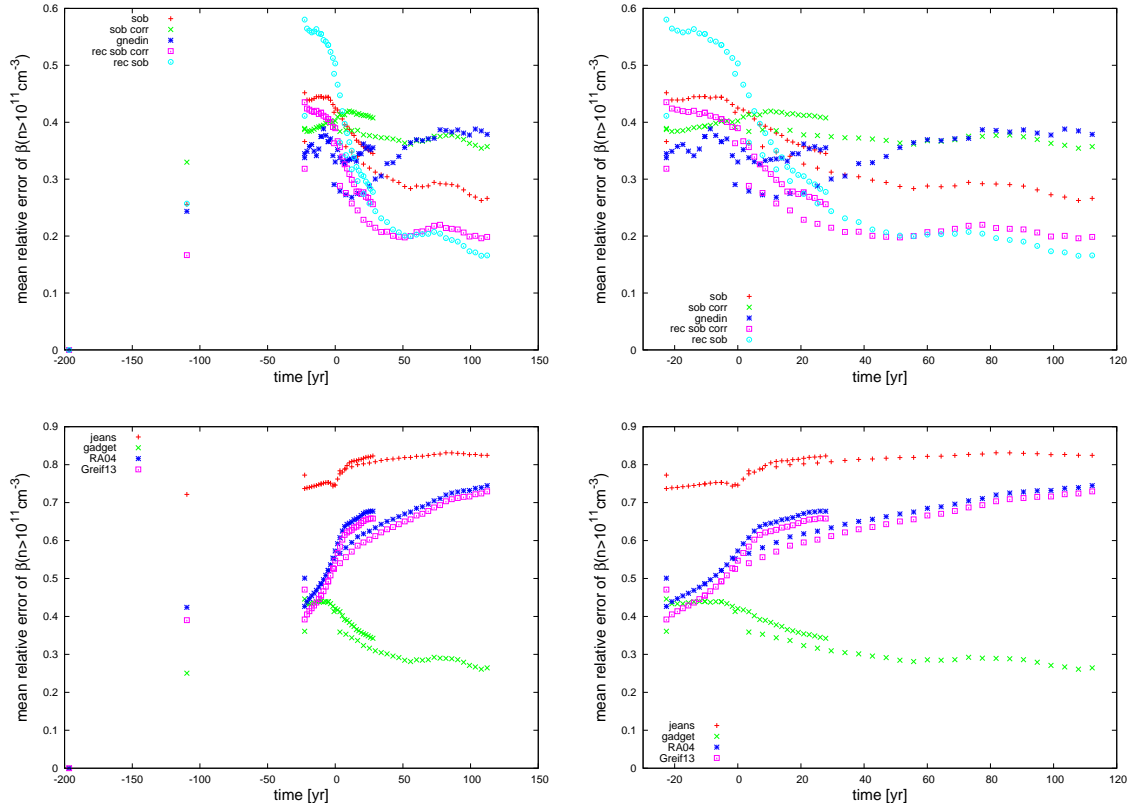 sob
sob corr
gnedin
rec sob corr
rec sob
mean relative error of β(n>10¹¹cm⁻³)
0.6
0.5
0.4
0.3
0.2
0.1
0
-200 -150 -100 -50 0 50 100 150
time [yr]
mean relative error of β(n>10¹¹cm⁻³)
0.6
0.5
0.4
0.3
0.2
0.1
0
sob
sob corr
gnedin
rec sob corr
rec sob
-20 0 20 40 60 80 100 120
time [yr]
jeans
gadget
RA04
Greif13
mean relative error of β(n>10¹¹cm⁻³)
0.9
0.8
0.7
0.6
0.5
0.4
0.3
0.2
0.1
0
-200 -150 -100 -50 0 50 100 150
time [yr]
mean relative error of β(n>10¹¹cm⁻³)
0.9
0.8
0.7
0.6
0.5
0.4
0.3
0.2
0.1
0
jeans
gadget
RA04
Greif13
-20 0 20 40 60 80 100 120
time [yr]